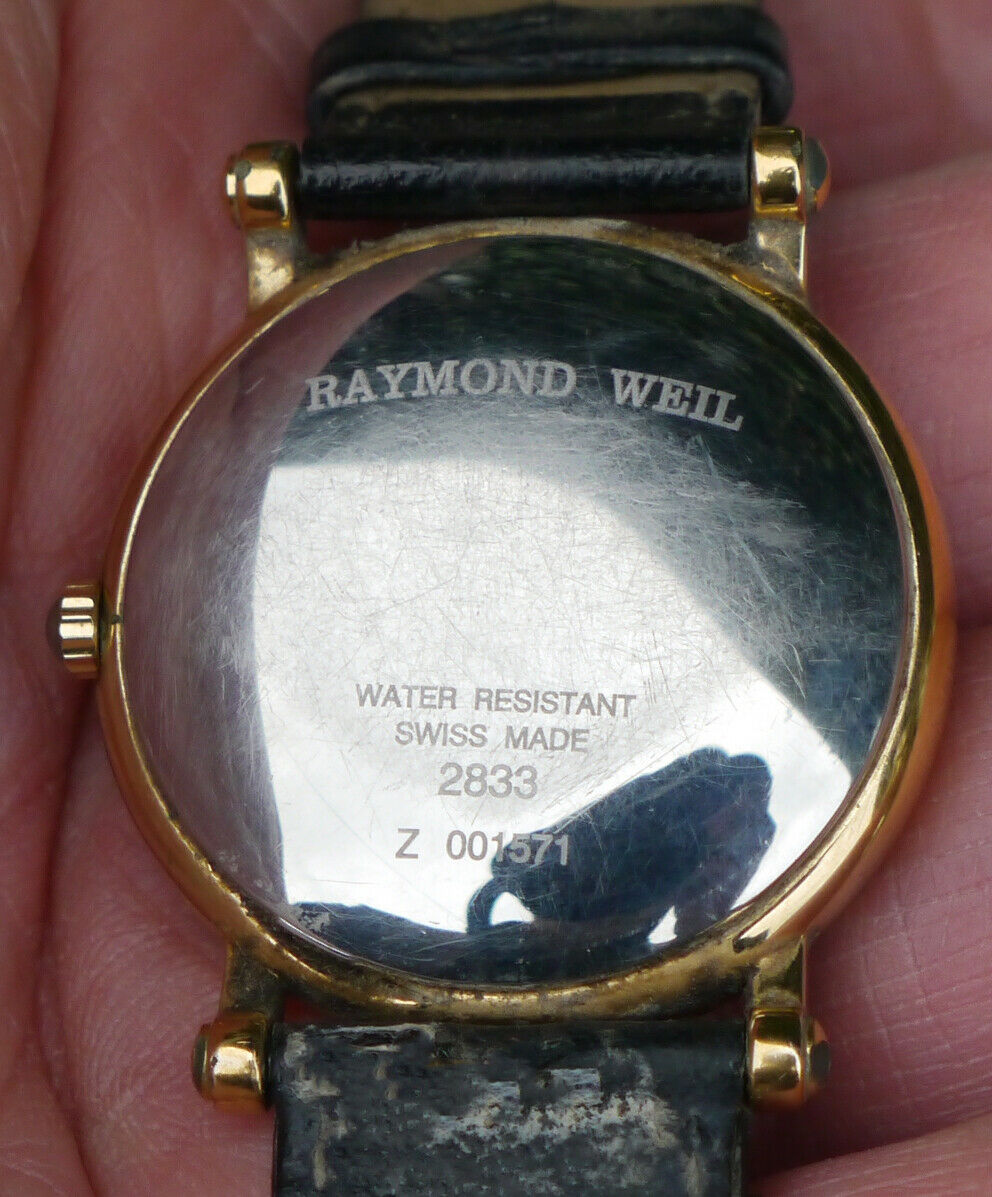 RAYMOND WEIL
WATER RESISTANT
SWISS MADE
2833
Z 001571